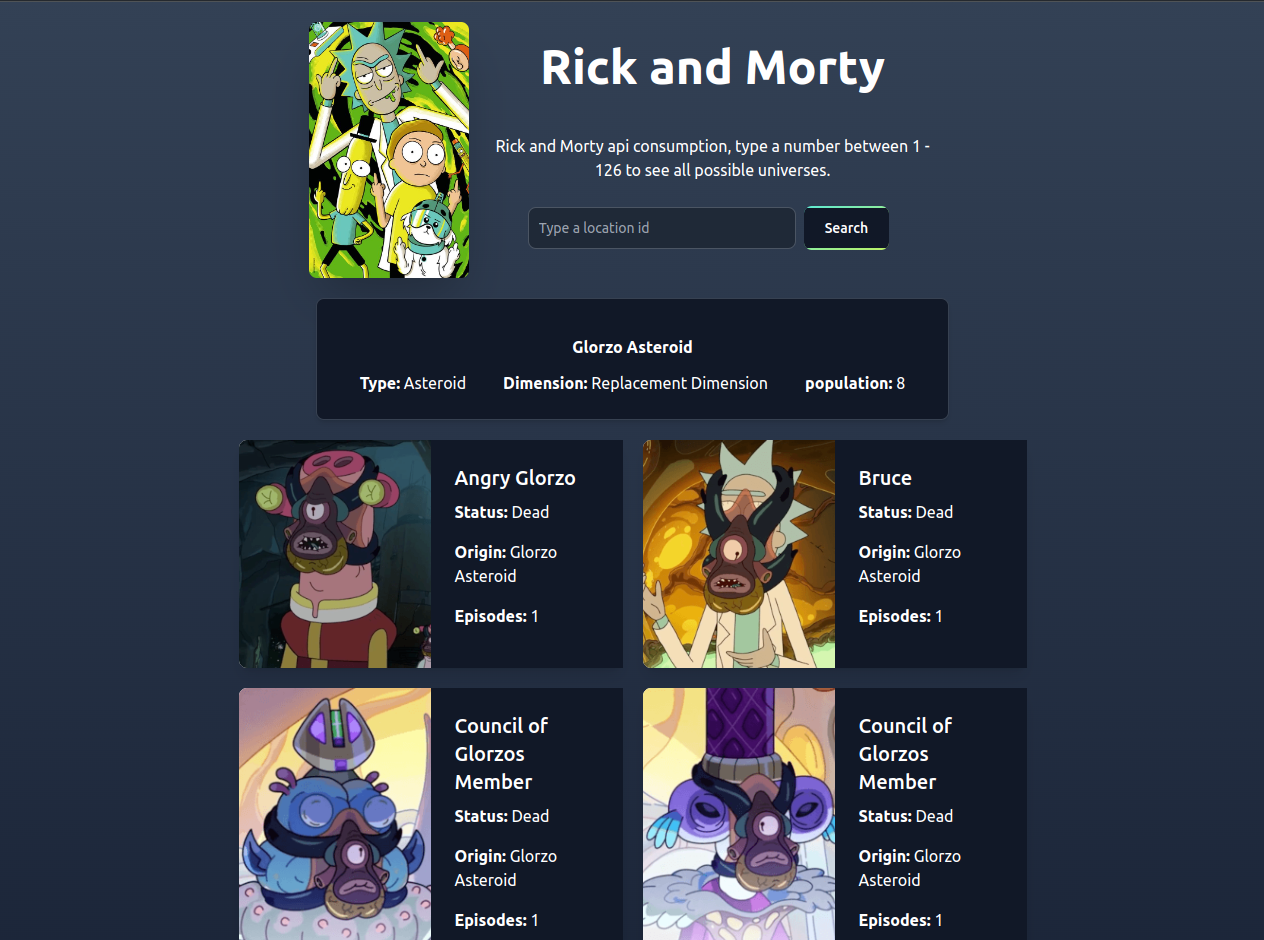 Rick and Morty
Rick and Morty api consumption, type a number between 1 -
126 to see all possible universes.
Type a location id
Search
Glorzo Asteroid
Type: Asteroid
Dimension: Replacement Dimension
population: 8
Angry Glorzo
Status: Dead
Origin: Glorzo
Asteroid
Episodes: 1
Bruce
Status: Dead
Origin: Glorzo
Asteroid
Episodes: 1
Council of
Glorzos
Member
Status: Dead
Origin: Glorzo
Asteroid
Episodes: 1
Council of
Glorzos
Member
Status: Dead
Origin: Glorzo
Asteroid
Episodes: 1